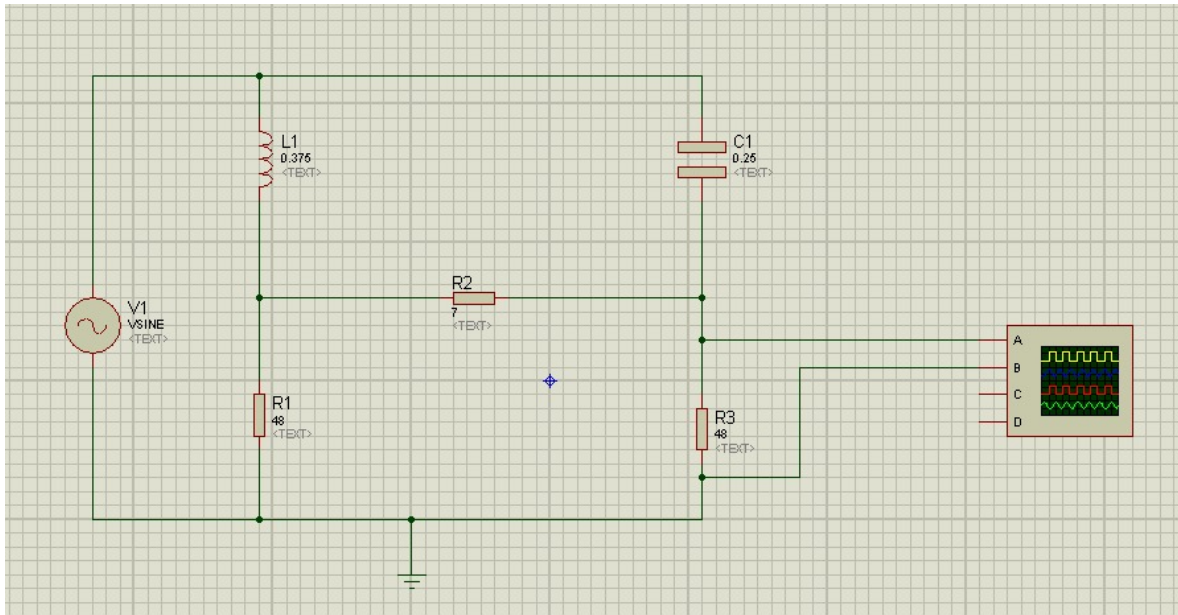 L1
0.375
<TEXT>
C1
0.25
<TEXT>
R2
7
<TEXT>
V1
VSINE
<TEXT>
A
B
C
D
R1
48
<TEXT>
R3
48
<TEXT>